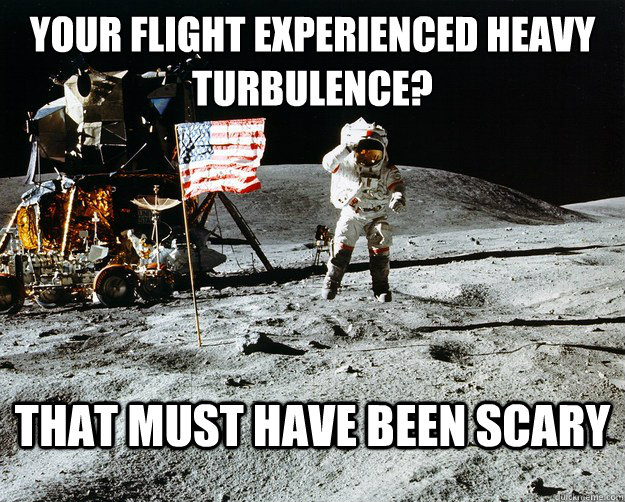 YOUR FLIGHT EXPERIENCED HEAVY
TURBULENCE?
THAT MUST HAVE BEEN SCARY
quickmeme.com